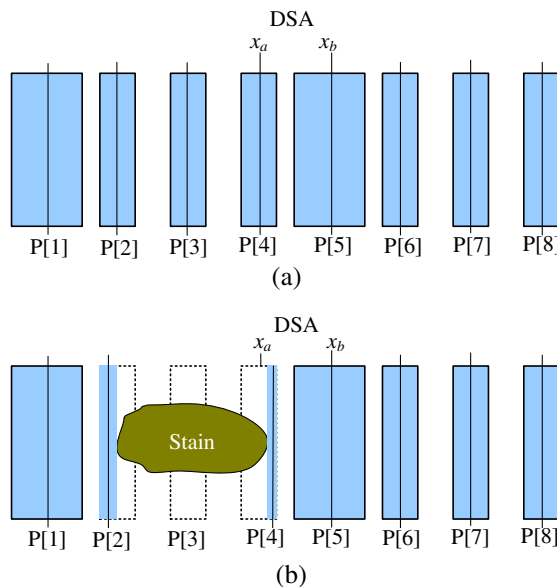 DSA
x_a x_b
P[1] P[2] P[3] P[4] P[5] P[6] P[7] P[8]
(a)
DSA
x_a x_b
Stain
P[1] P[2] P[3] P[4] P[5] P[6] P[7] P[8]
(b)